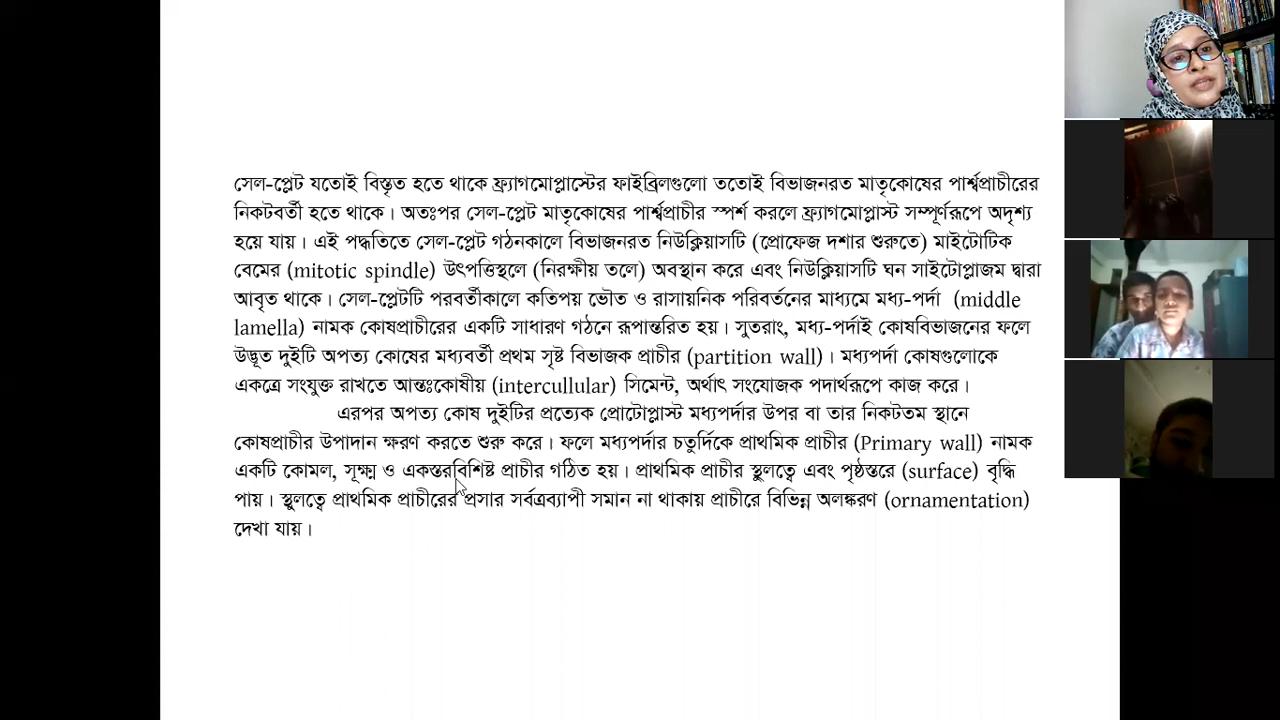 সেল-প্লেট যতোই বিস্তৃত হতে থাকে ফ্র্যাগমোপ্লাস্টের ফাইব্রিলগুলো ততোই বিভাজনরত মাতৃকোষের পার্শ্বপ্রাচীরের
নিকটবর্তী হতে থাকে। অতঃপর সেল-প্লেট মাতৃকোষের পার্শ্বপ্রাচীর স্পর্শ করলে ফ্র্যাগমোপ্লাস্ট সম্পূর্ণরূপে অদৃশ্য
হয়ে যায়। এই পদ্ধতিতে সেল-প্লেট গঠনকালে বিভাজনরত নিউক্লিয়াসটি (প্রোফেজ দশার শুরুতে) মাইটোটিক
বেমের (mitotic spindle) উৎপত্তিস্থলে (নিরক্ষীয় তলে) অবস্থান করে এবং নিউক্লিয়াসটি ঘন সাইটোপ্লাজম দ্বারা
আবৃত থাকে। সেল-প্লেটটি পরবর্তীকালে কতিপয় ভৌত ও রাসায়নিক পরিবর্তনের মাধ্যমে মধ্য-পর্দা (middle
lamella) নামক কোষপ্রাচীরের একটি সাধারণ গঠনে রূপান্তরিত হয়। সুতরাং, মধ্য-পর্দাই কোষবিভাজনের ফলে
উদ্ভূত দুইটি অপত্য কোষের মধ্যবর্তী প্রথম সৃষ্ট বিভাজক প্রাচীর (partition wall)। মধ্যপর্দা কোষগুলোকে
একত্রে সংযুক্ত রাখতে আন্তঃকোষীয় (intercullular) সিমেন্ট, অর্থাৎ সংযোজক পদার্থরূপে কাজ করে।
এরপর অপত্য কোষ দুইটির প্রত্যেক প্রোটোপ্লাস্ট মধ্যপর্দার উপর বা তার নিকটতম স্থানে
কোষপ্রাচীর উপাদান ক্ষরণ করতে শুরু করে। ফলে মধ্যপর্দার চতুর্দিকে প্রাথমিক প্রাচীর (Primary wall) নামক
একটি কোমল, সূক্ষ্ম ও একস্তরবিশিষ্ট প্রাচীর গঠিত হয়। প্রাথমিক প্রাচীর স্থুলত্বে এবং পৃষ্ঠস্তরে (surface) বৃদ্ধি
পায়। স্থুলত্বে প্রাথমিক প্রাচীরের প্রসার সর্বত্রব্যাপী সমান না থাকায় প্রাচীরে বিভিন্ন অলঙ্করণ (ornamentation)
দেখা যায়।